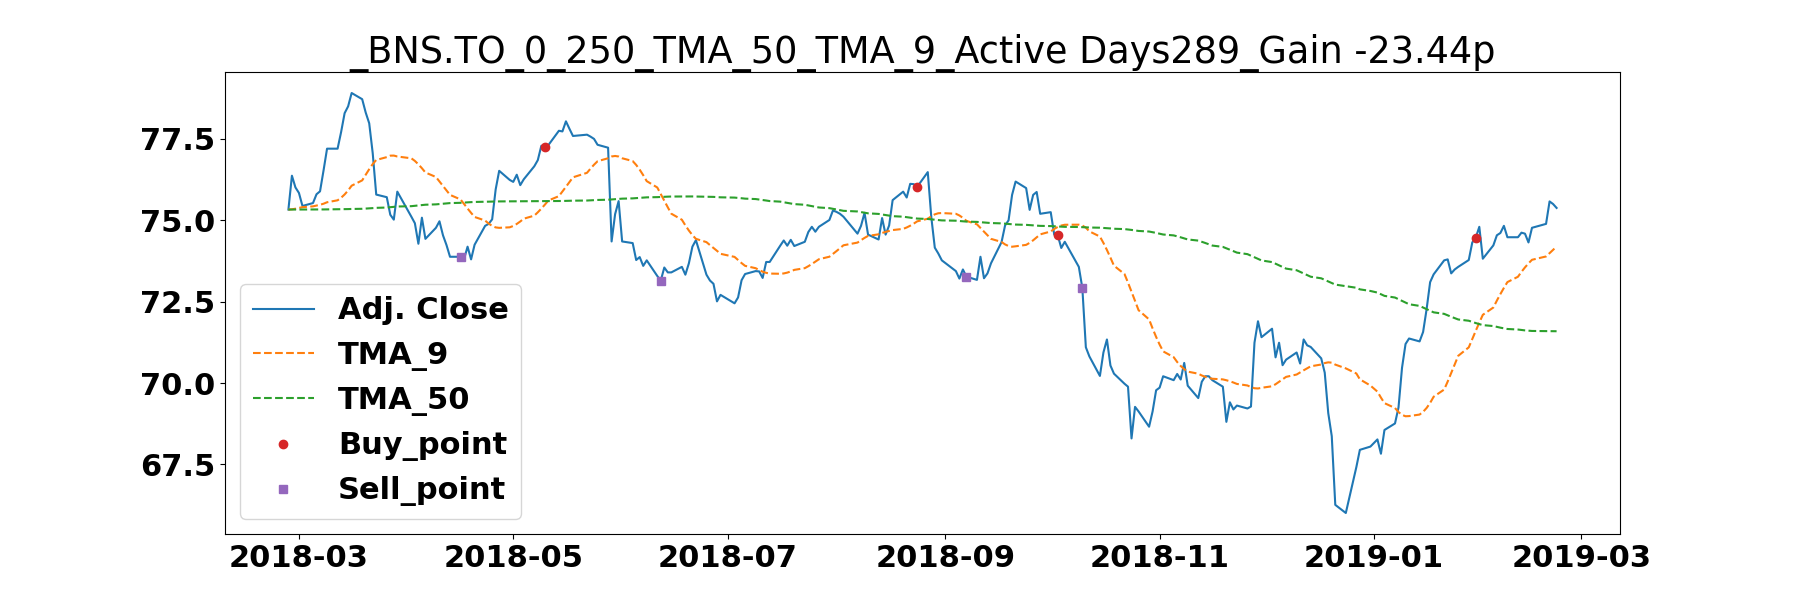 _BNS.TO_0_250_TMA_50_TMA_9_Active Days289_Gain -23.44p
77.5
75.0
72.5
70.0
67.5
Adj. Close
TMA_9
TMA_50
Buy_point
Sell_point
2018-03 2018-05 2018-07 2018-09 2018-11 2019-01 2019-03